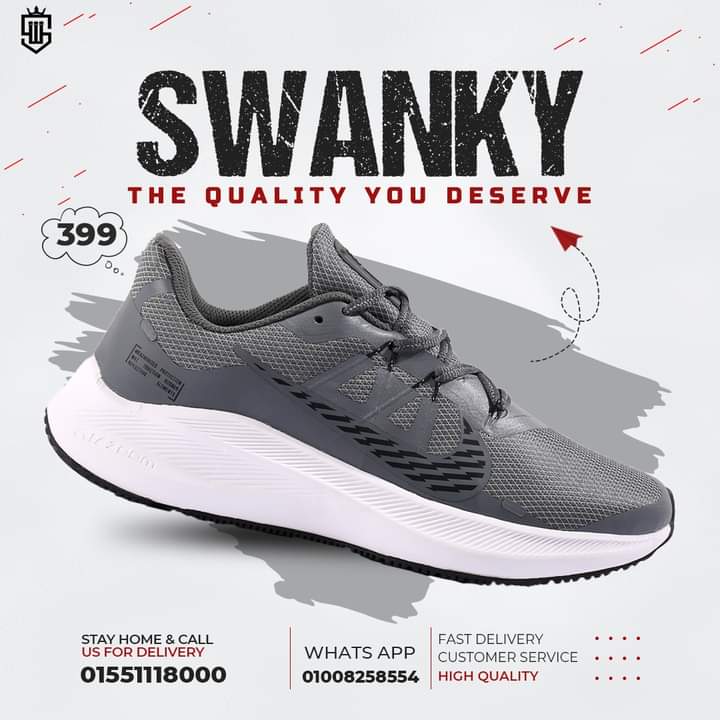 SWANKY
THE QUALITY YOU DESERVE
399
STAY HOME & CALL
US FOR DELIVERY
01551118000
WHATS APP
01008258554
FAST DELIVERY
CUSTOMER SERVICE
HIGH QUALITY